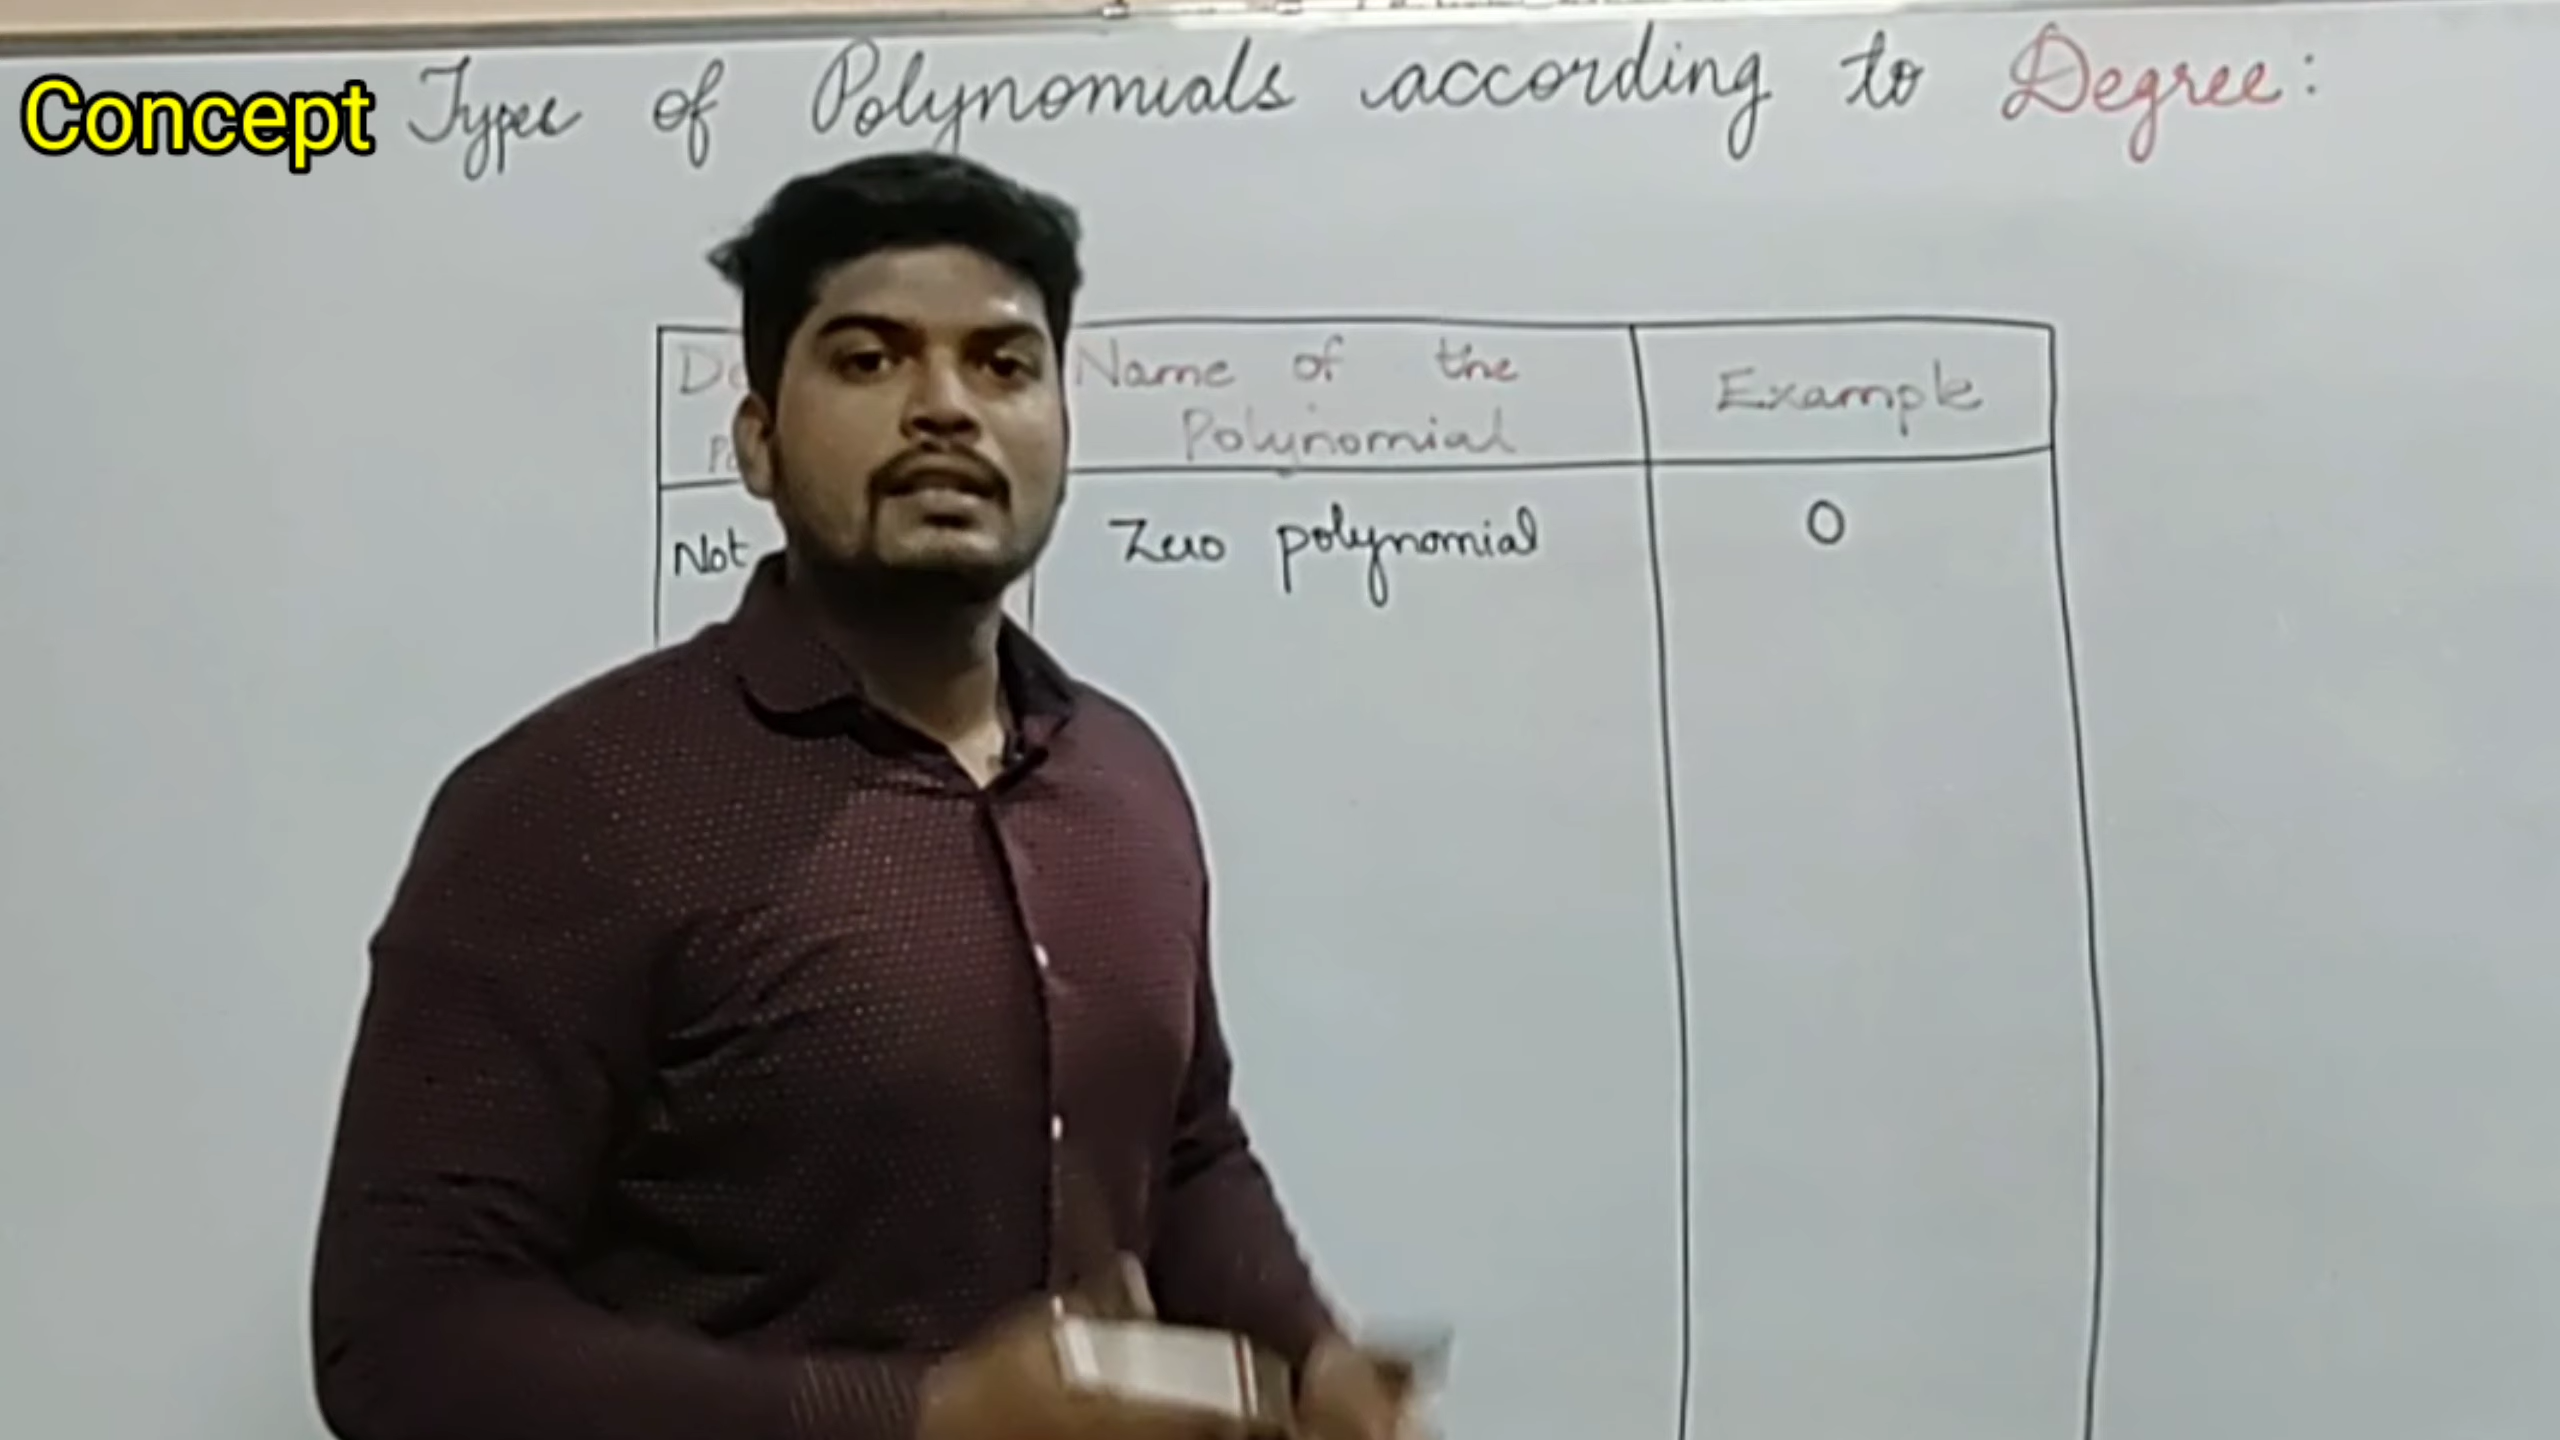 Concept
Types of Polynomials according to Degree:
Name of the
Polynomial
Example
Not
Zero polynomial
0